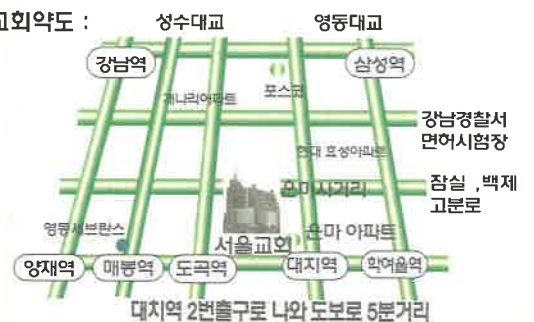 교회약도 :
성수대교 영동대교
강남역 삼성역
포스코
개나리아파트
강남경찰서
면허시험장
현대 효성아파트
은마사거리
잠실 ,백제
고분로
영동세브란스
서울교회
은마 아파트
양재역 매봉역 도곡역 대치역 학여울역
대치역 2번출구로 나와 도보로 5분거리